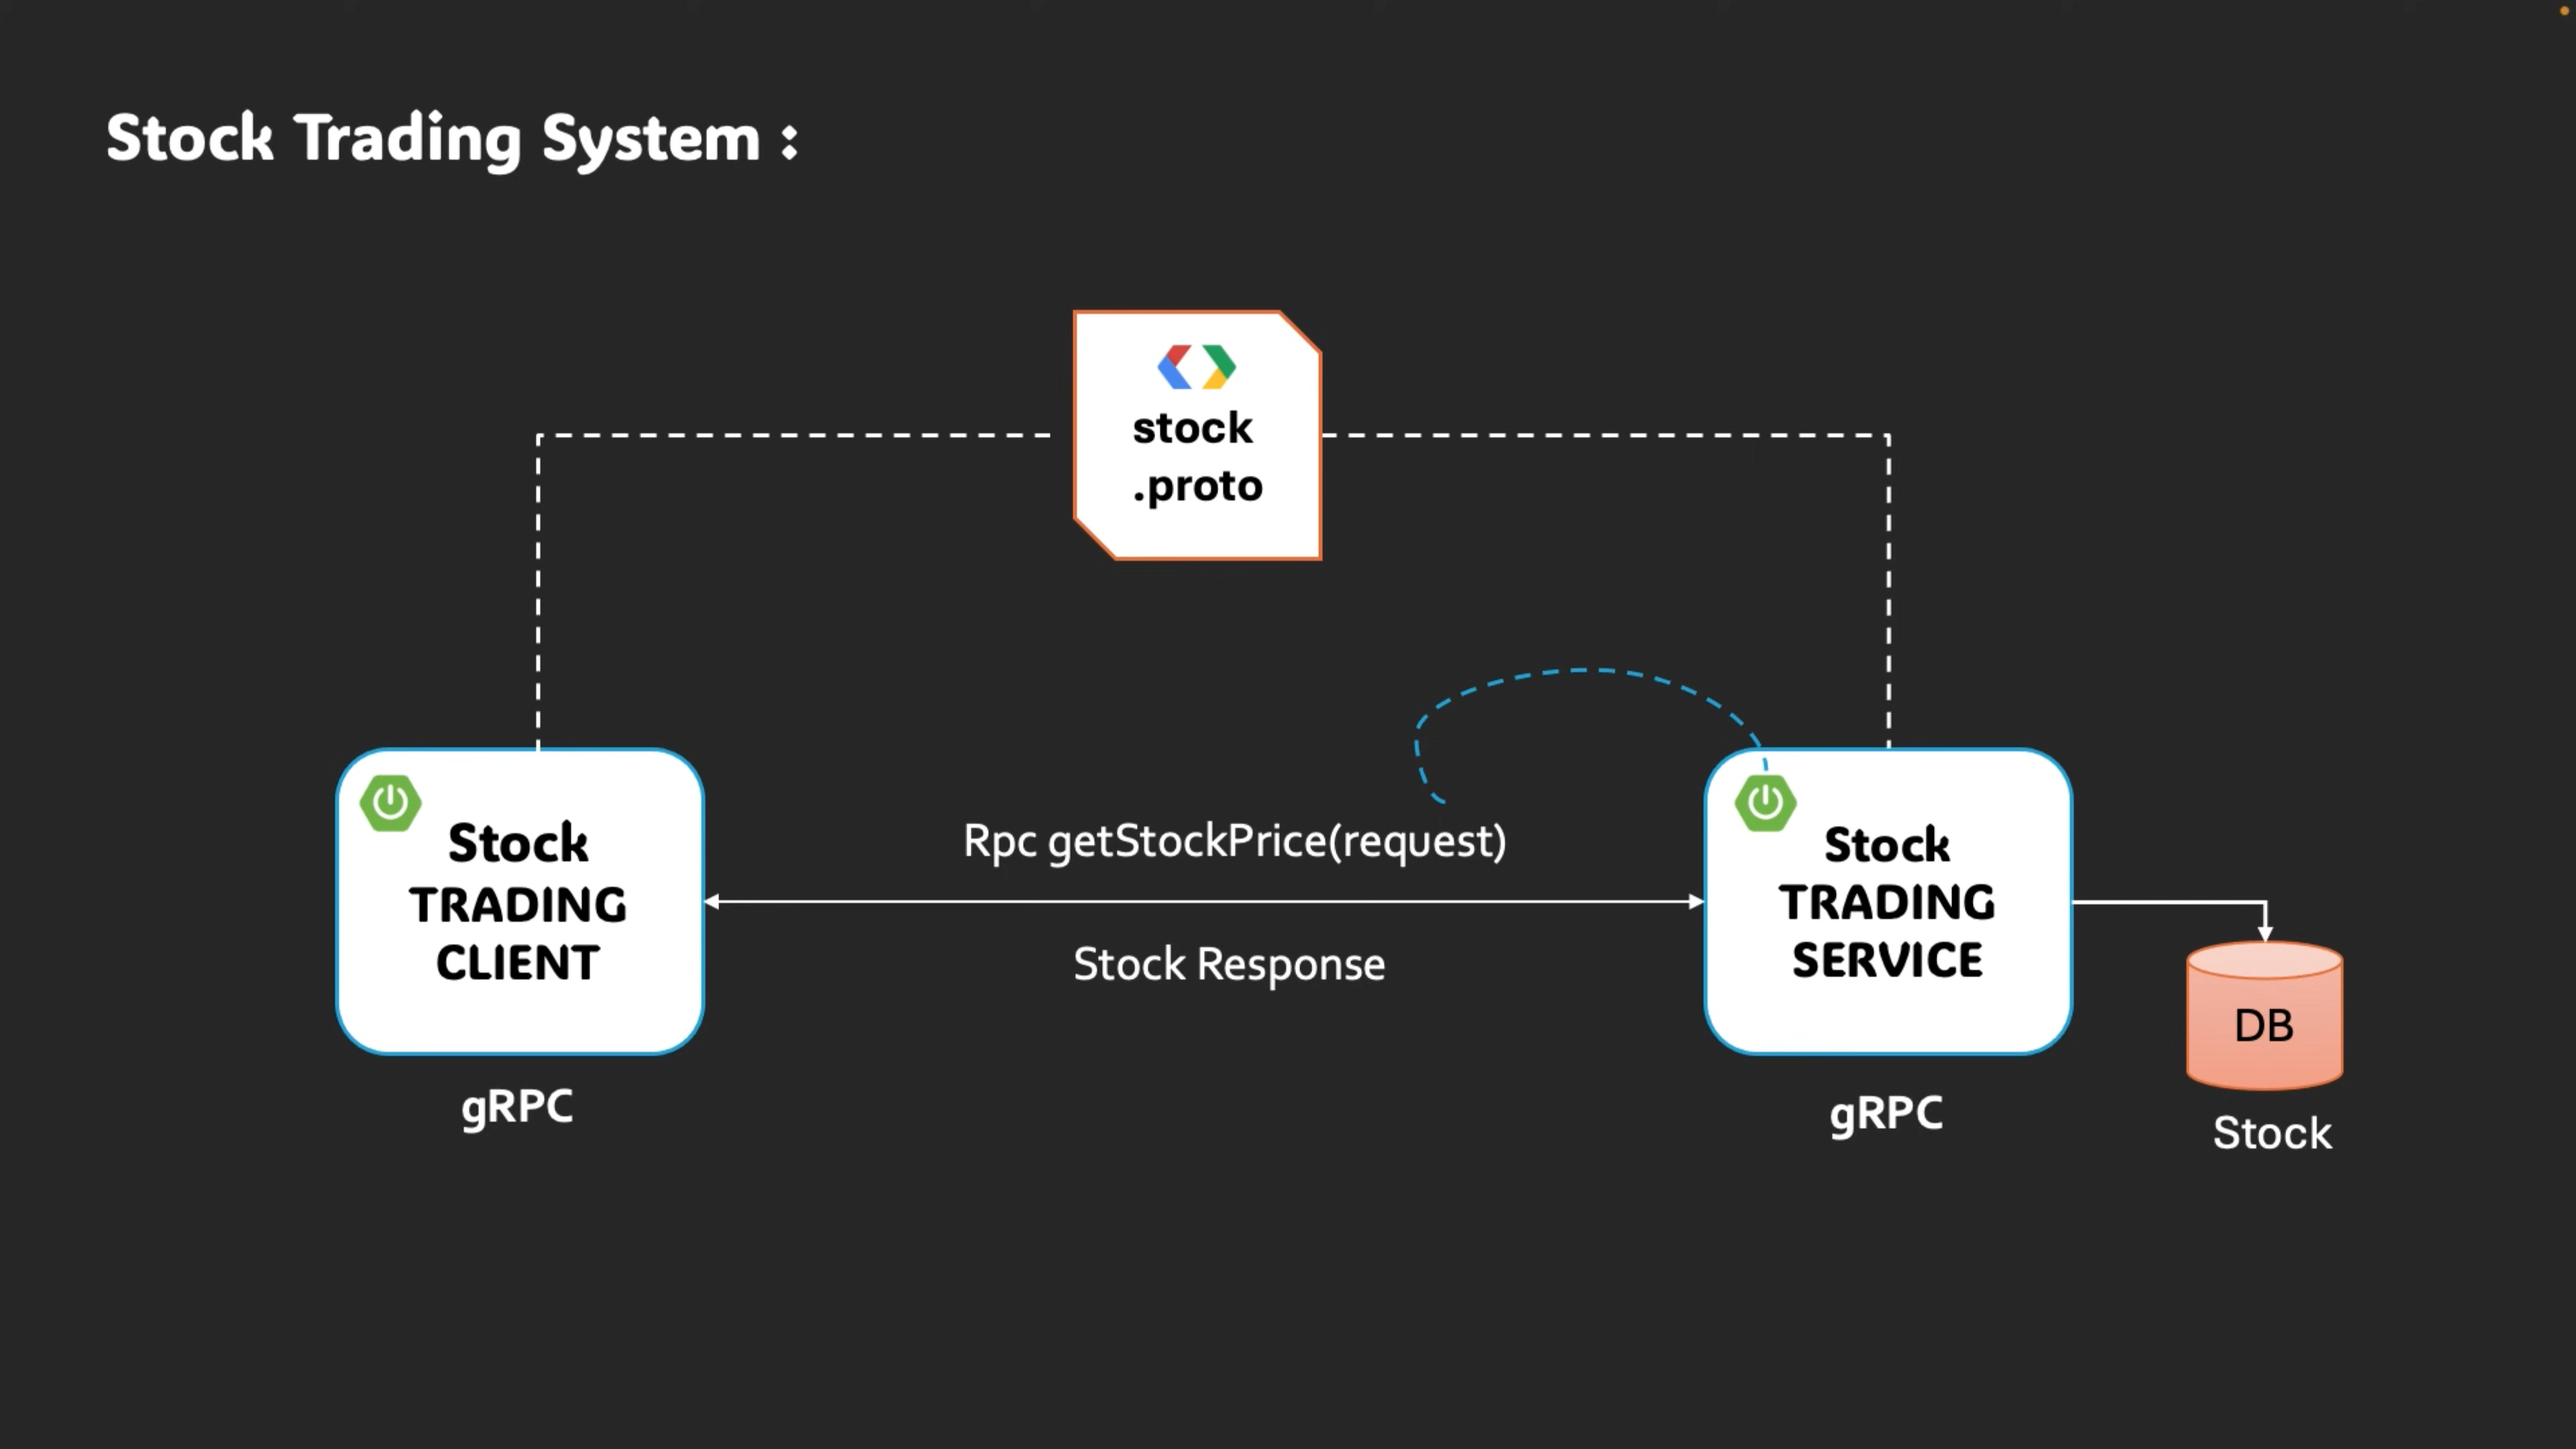 Stock Trading System :
stock
.proto
Rpc getStockPrice(request)
Stock Response
Stock
TRADING
CLIENT
gRPC
Stock
TRADING
SERVICE
gRPC
DB
Stock